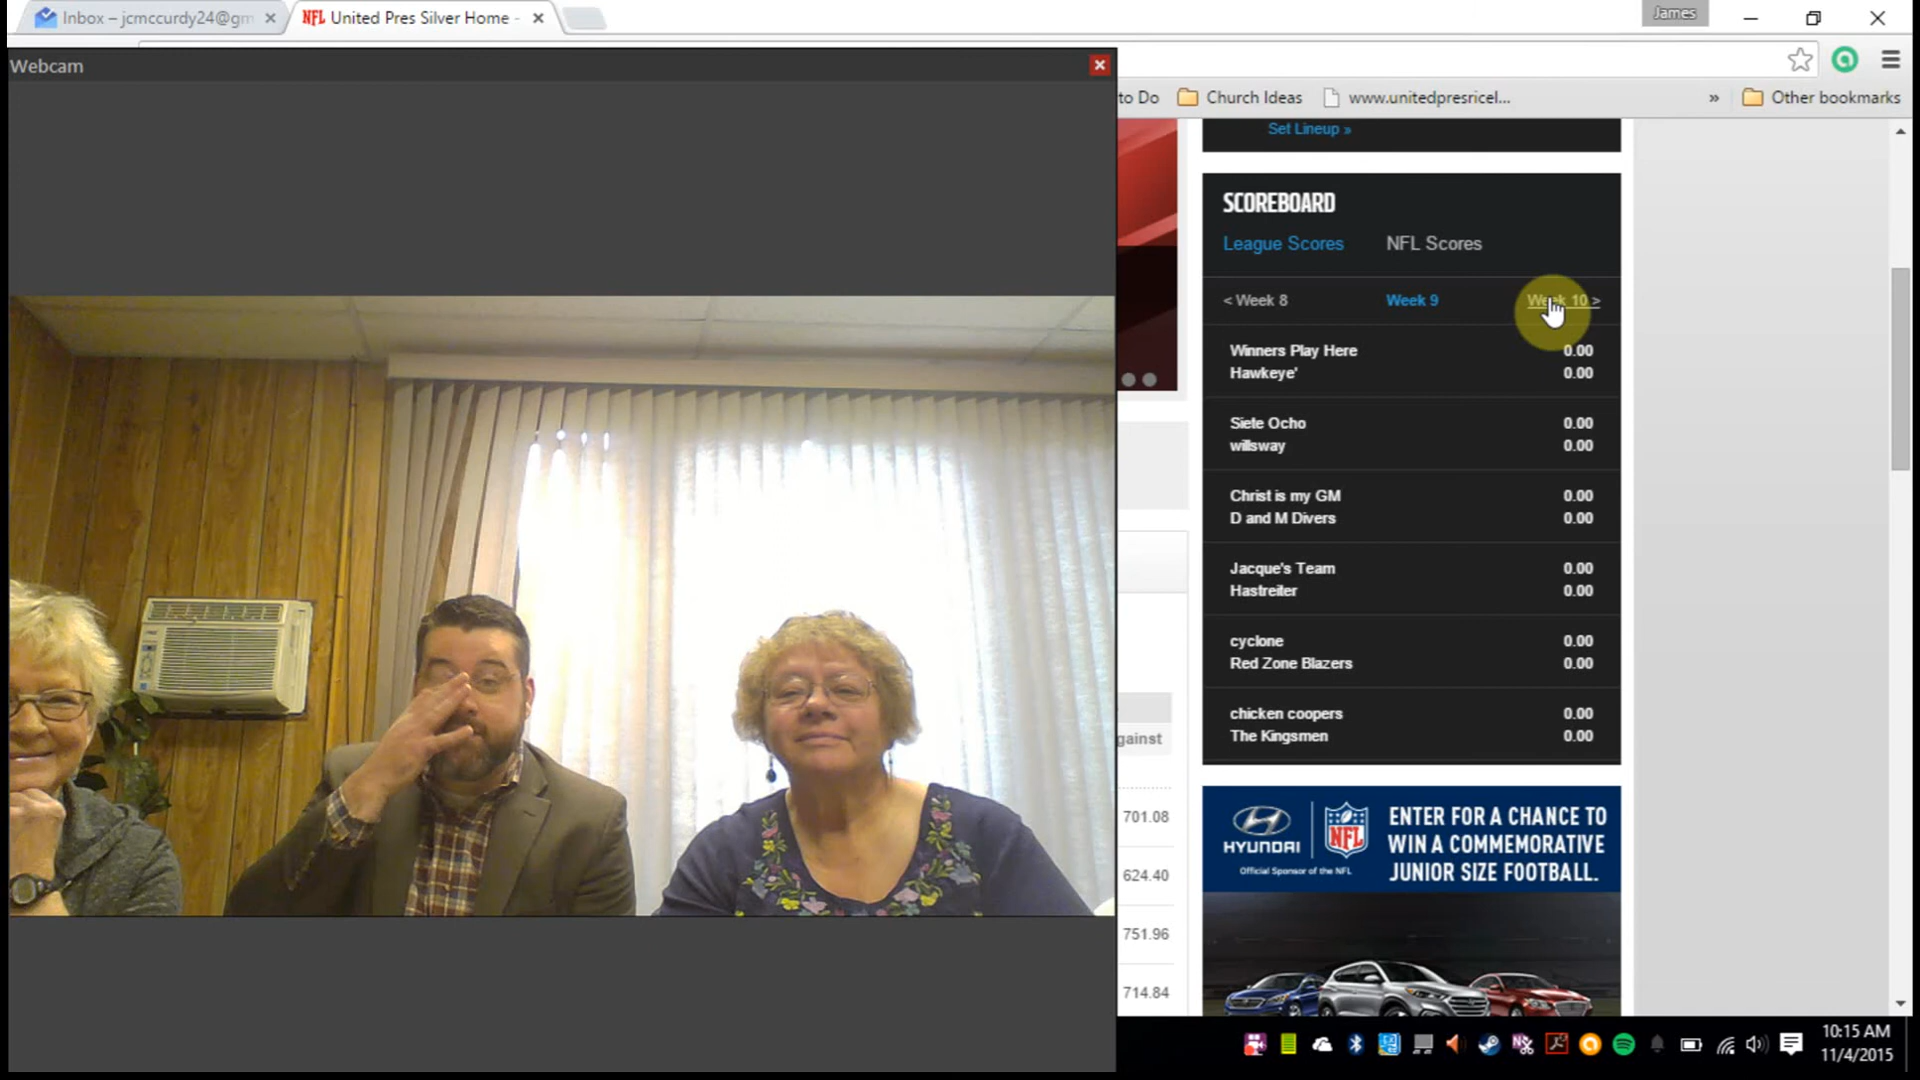 Inbox – jcmccurdy24@gm
NFL United Pres Silver Home -
James
Webcam
to Do
Church Ideas
www.unitedpresricel...
»
Other bookmarks
Set Lineup »
SCOREBOARD
League Scores NFL Scores
< Week 8 Week 9 Week 10 >
Winners Play Here 0.00
Hawkeye' 0.00
Siete Ocho 0.00
willsway 0.00
Christ is my GM 0.00
D and M Divers 0.00
Jacque's Team 0.00
Hastreiter 0.00
cyclone 0.00
Red Zone Blazers 0.00
chicken coopers 0.00
The Kingsmen 0.00
gainst
701.08
624.40
751.96
714.84
HYUNDAI
NFL
Official Sponsor of the NFL
ENTER FOR A CHANCE TO
WIN A COMMEMORATIVE
JUNIOR SIZE FOOTBALL.
10:15 AM
11/4/2015